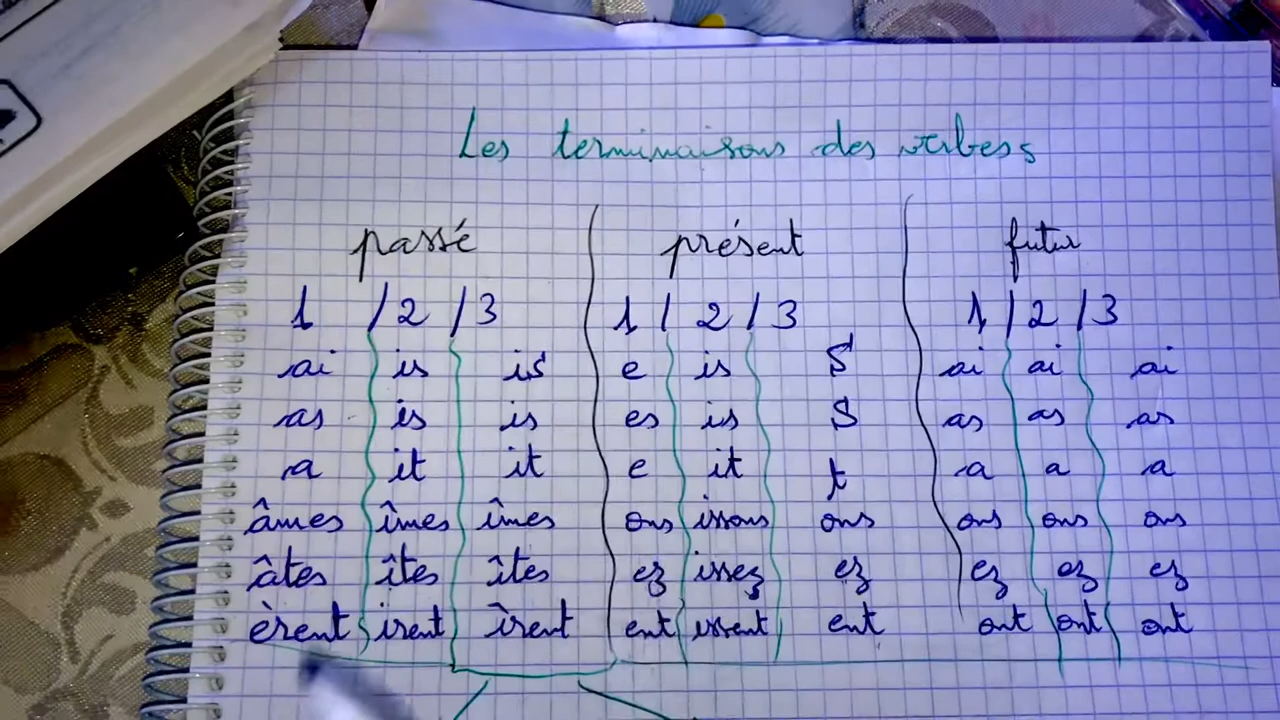 Les terminaisons des verbes
passé présent futur
1 / 2 / 3 1 / 2 / 3 1 / 2 / 3
ai is is e is S ai ai ai
as is is es is S as as as
a it it e it t a a a
âmes îmes îmes ons issons ons ons ons ons
âtes îtes îtes ez issez ez ez ez ez
èrent irent irent ent issent ent ont ont ont